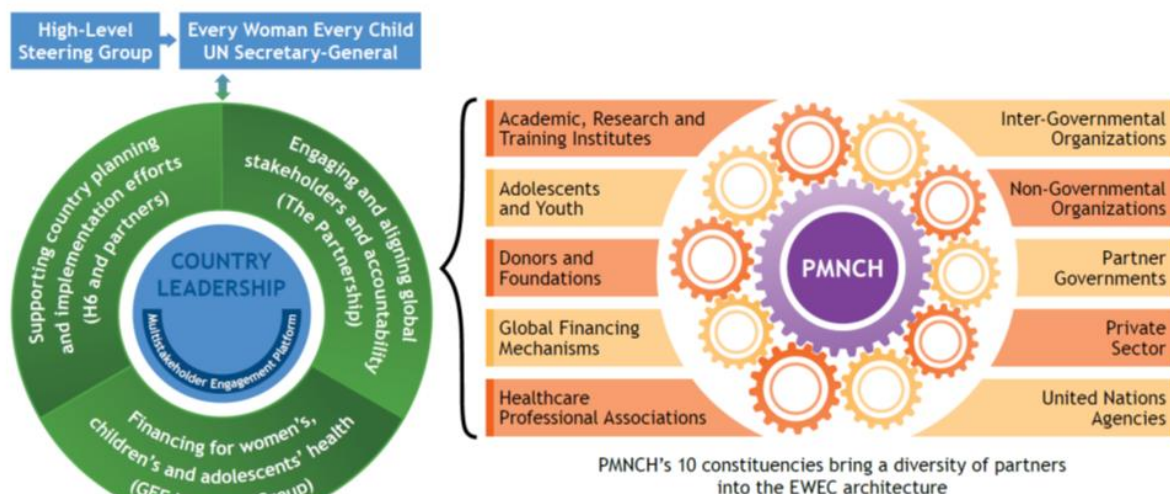 High-Level
Steering Group
Every Woman Every Child
UN Secretary-General
Supporting country planning
and implementation efforts
(H6 and partners)
Engaging and aligning global
stakeholders and accountability
(The Partnership)
COUNTRY
LEADERSHIP
Multistakeholder Engagement Platform
Financing for women's,
children's and adolescents' health
Academic, Research and
Training Institutes
Adolescents
and Youth
Donors and
Foundations
Global Financing
Mechanisms
Healthcare
Professional Associations
PMNCH
Inter-Governmental
Organizations
Non-Governmental
Organizations
Partner
Governments
Private
Sector
United Nations
Agencies
PMNCH's 10 constituencies bring a diversity of partners
into the EWEC architecture